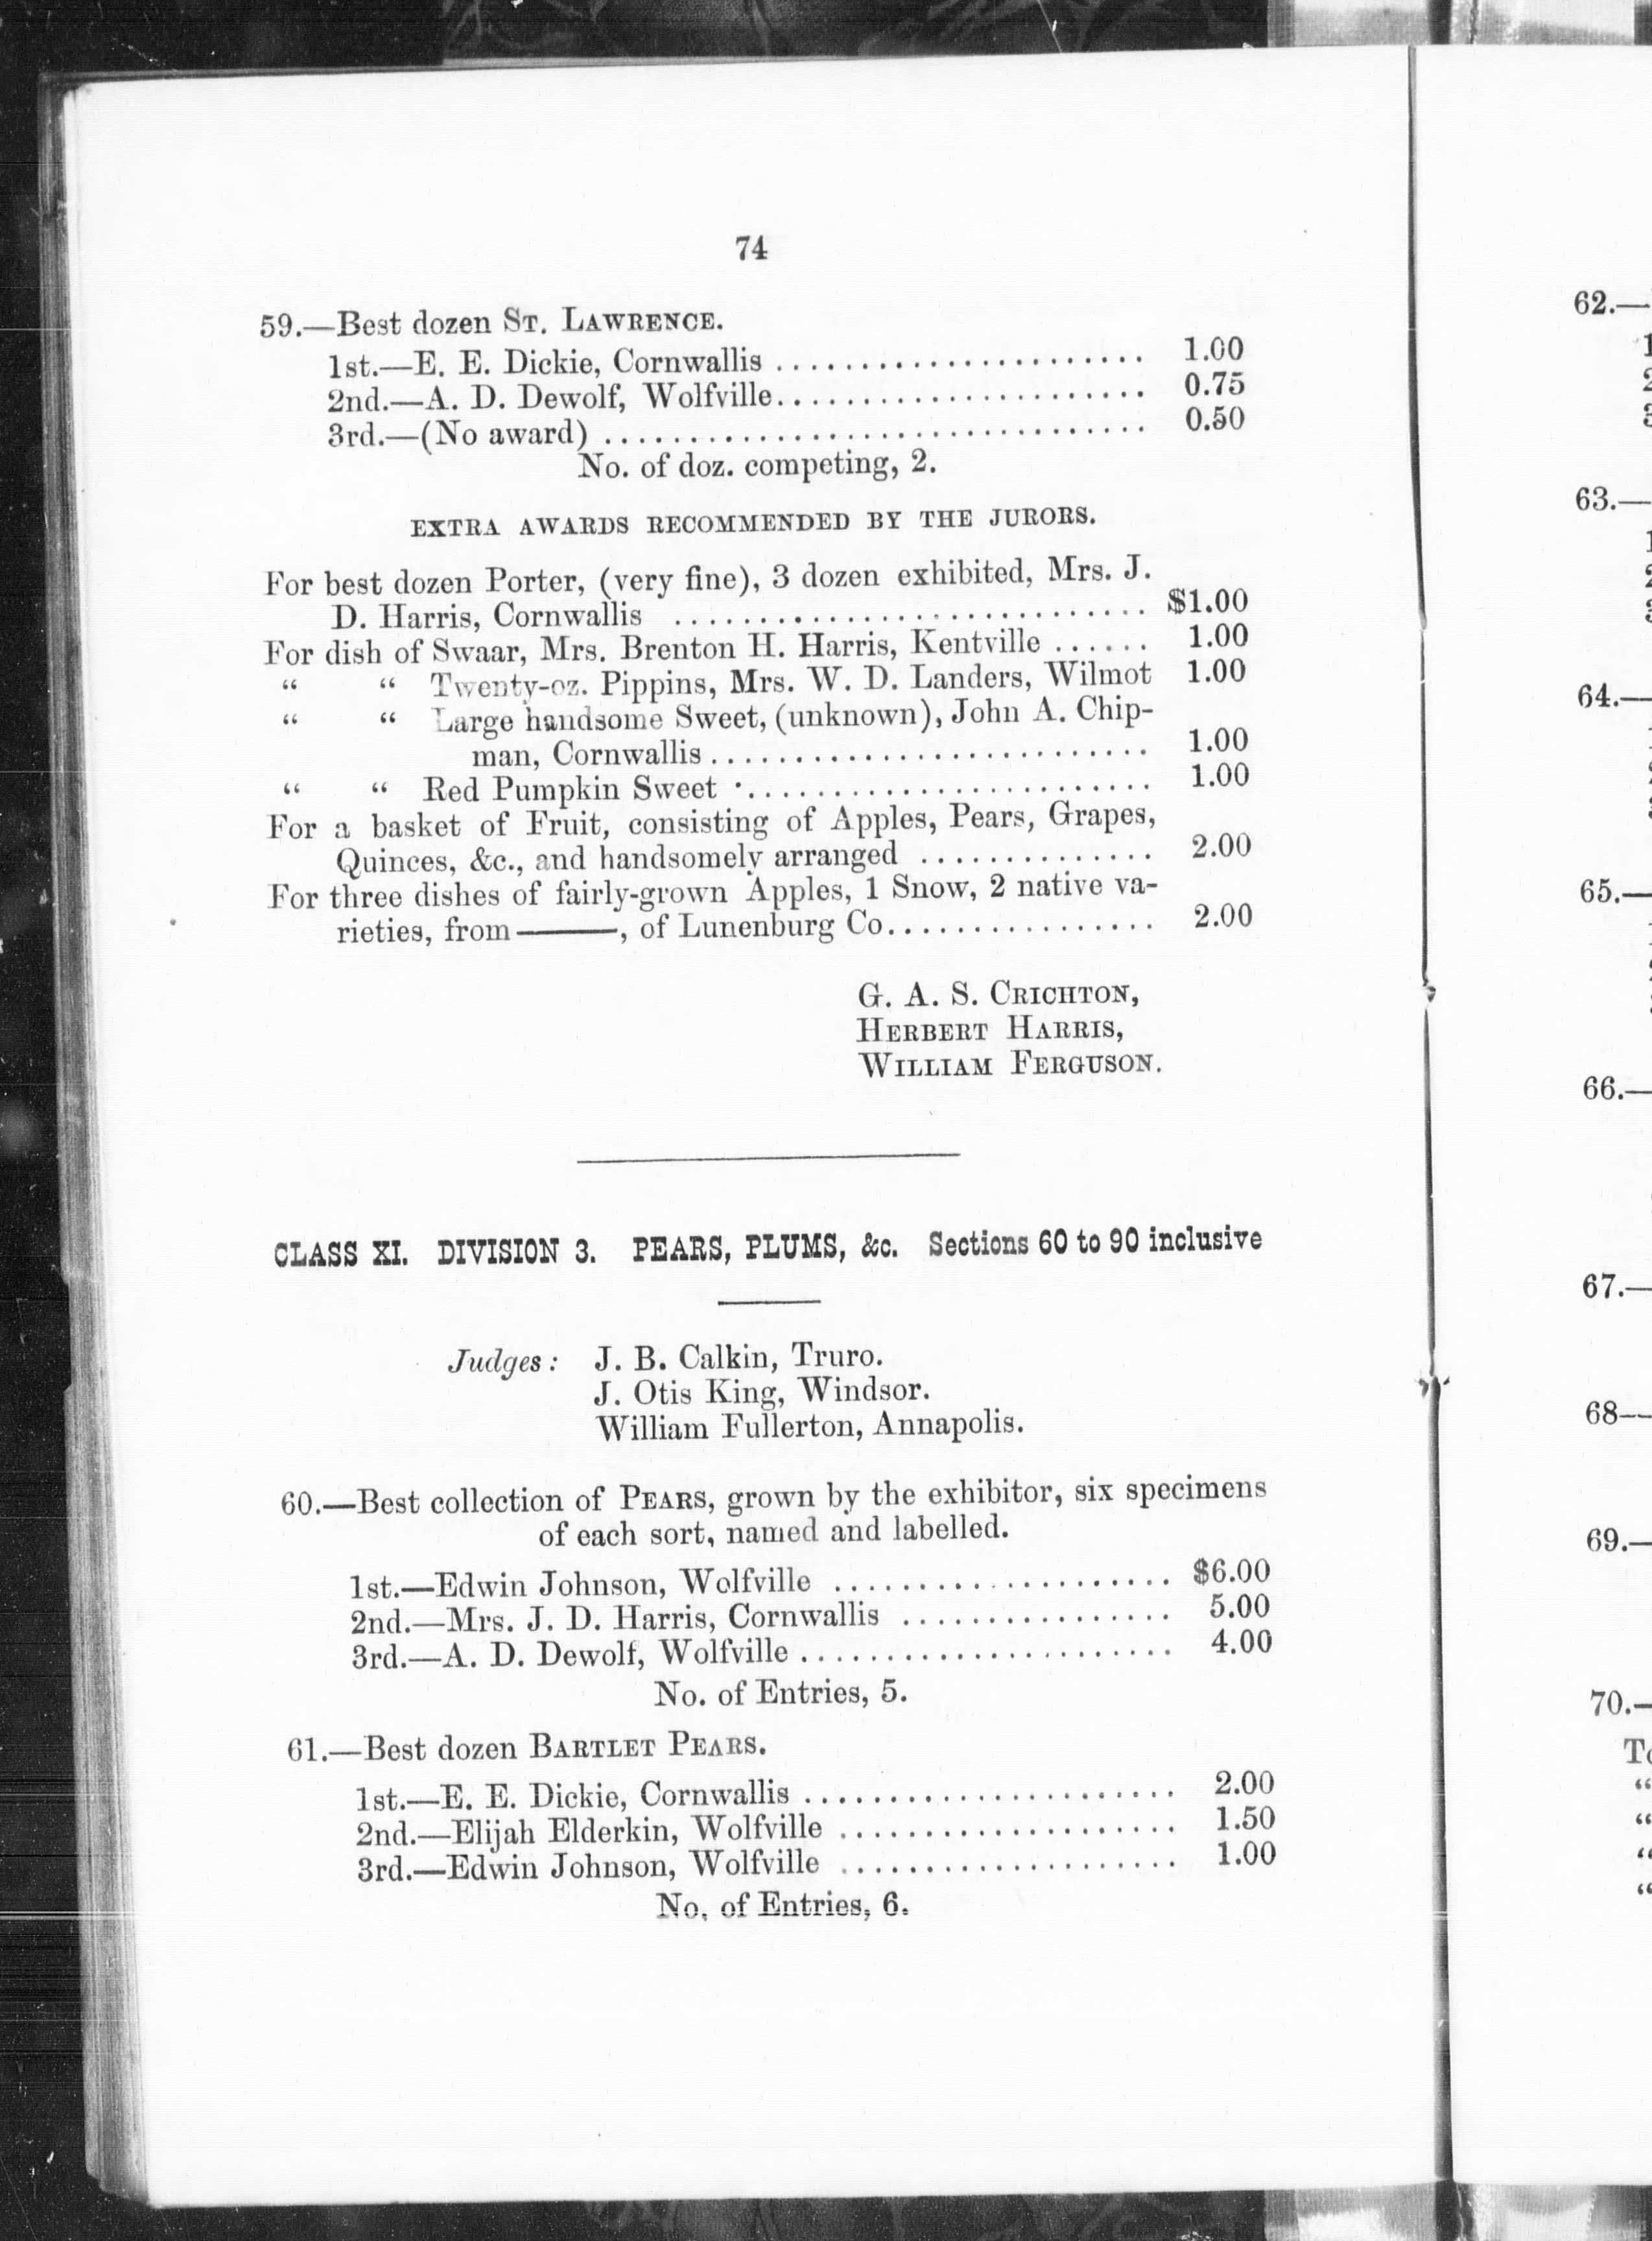 74
59.—Best dozen ST. LAWRENCE.
1st.—E. E. Dickie, Cornwallis ...................... 1.00
2nd.—A. D. Dewolf, Wolfville...................... 0.75
3rd.—(No award) ................................ 0.50
No. of doz. competing, 2.
EXTRA AWARDS RECOMMENDED BY THE JURORS.
For best dozen Porter, (very fine), 3 dozen exhibited, Mrs. J.
D. Harris, Cornwallis ............................ $1.00
For dish of Swaar, Mrs. Brenton H. Harris, Kentville ...... 1.00
“ “ Twenty-oz. Pippins, Mrs. W. D. Landers, Wilmot 1.00
“ “ Large handsome Sweet, (unknown), John A. Chip-
man, Cornwallis.......................... 1.00
“ “ Red Pumpkin Sweet ......................... 1.00
For a basket of Fruit, consisting of Apples, Pears, Grapes,
Quinces, &c., and handsomely arranged .............. 2.00
For three dishes of fairly-grown Apples, 1 Snow, 2 native va-
rieties, from———, of Lunenburg Co................ 2.00
G. A. S. CRICHTON,
HERBERT HARRIS,
WILLIAM FERGUSON.
CLASS XI. DIVISION 3. PEARS, PLUMS, &c. Sections 60 to 90 inclusive
Judges: J. B. Calkin, Truro.
J. Otis King, Windsor.
William Fullerton, Annapolis.
60.—Best collection of PEARS, grown by the exhibitor, six specimens
of each sort, named and labelled.
1st.—Edwin Johnson, Wolfville .................... $6.00
2nd.—Mrs. J. D. Harris, Cornwallis ................ 5.00
3rd.—A. D. Dewolf, Wolfville...................... 4.00
No. of Entries, 5.
61.—Best dozen BARTLET PEARS.
1st.—E. E. Dickie, Cornwallis...................... 2.00
2nd.—Elijah Elderkin, Wolfville .................... 1.50
3rd.—Edwin Johnson, Wolfville .................... 1.00
No. of Entries, 6.
62.—
63.—
64.—
65.—
66.—
67.—
68—
69.—
70.—